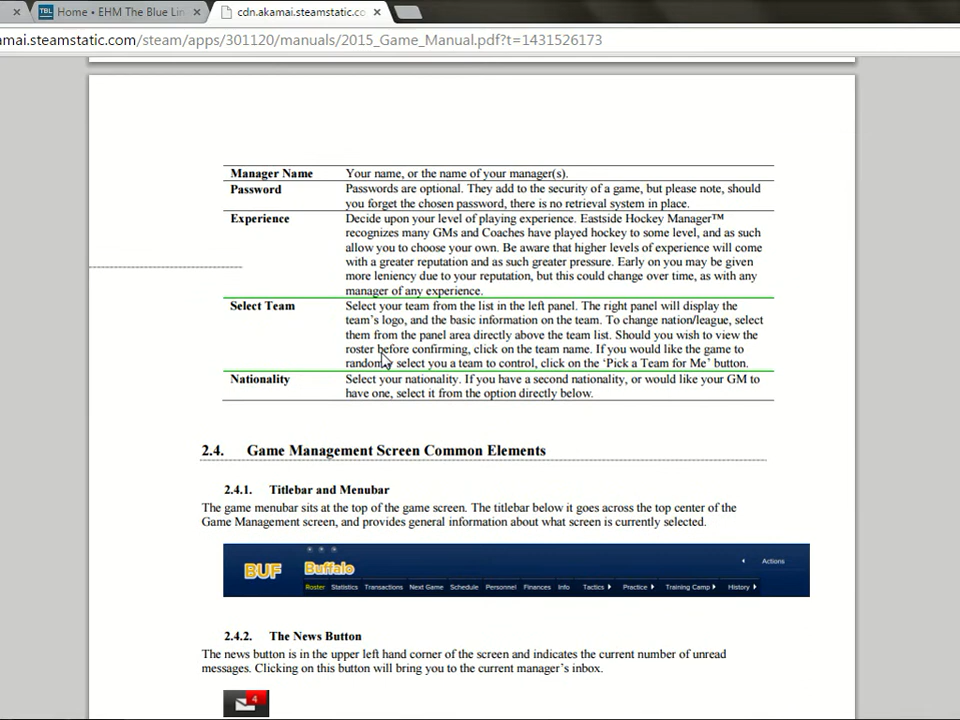 Home • EHM The Blue Lin
cdn.akamai.steamstatic.co
amai.steamstatic.com/steam/apps/301120/manuals/2015_Game_Manual.pdf?t=1431526173
Manager Name Your name, or the name of your manager(s).
Password Passwords are optional. They add to the security of a game, but please note, should
you forget the chosen password, there is no retrieval system in place.
Experience Decide upon your level of playing experience. Eastside Hockey Manager™
recognizes many GMs and Coaches have played hockey to some level, and as such
allow you to choose your own. Be aware that higher levels of experience will come
with a greater reputation and as such greater pressure. Early on you may be given
more leniency due to your reputation, but this could change over time, as with any
manager of any experience.
Select Team Select your team from the list in the left panel. The right panel will display the
team's logo, and the basic information on the team. To change nation/league, select
them from the panel area directly above the team list. Should you wish to view the
roster before confirming, click on the team name. If you would like the game to
randomly select you a team to control, click on the 'Pick a Team for Me' button.
Nationality Select your nationality. If you have a second nationality, or would like your GM to
have one, select it from the option directly below.
2.4. Game Management Screen Common Elements
2.4.1. Titlebar and Menubar
The game menubar sits at the top of the game screen. The titlebar below it goes across the top center of the
Game Management screen, and provides general information about what screen is currently selected.
BUF Buffalo Actions
Roster Statistics Transactions Next Game Schedule Personnel Finances Info Tactics Practice Training Camp History
2.4.2. The News Button
The news button is in the upper left hand corner of the screen and indicates the current number of unread
messages. Clicking on this button will bring you to the current manager's inbox.
4